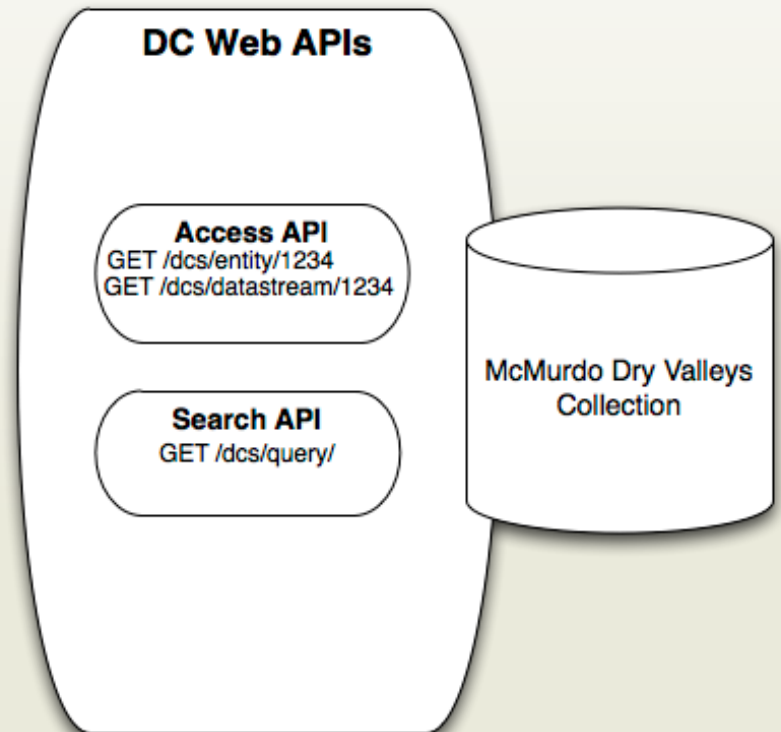 DC Web APIs
Access API
GET /dcs/entity/1234
GET /dcs/datastream/1234
Search API
GET /dcs/query/
McMurdo Dry Valleys
Collection